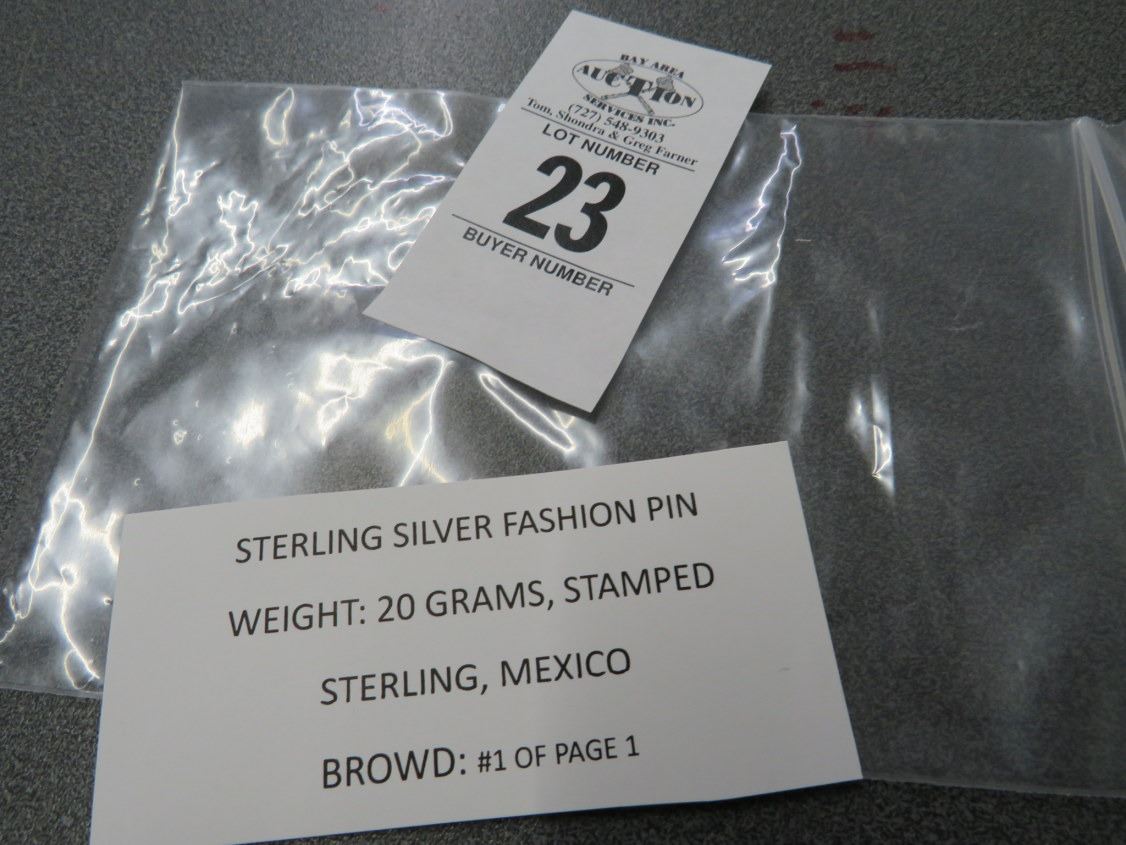 BAY AREA
AUCTION
SERVICES INC.
(727) 548-9303
Tom, Shondra & Greg Farner
LOT NUMBER
23
BUYER NUMBER
STERLING SILVER FASHION PIN
WEIGHT: 20 GRAMS, STAMPED
STERLING, MEXICO
BROWD: #1 OF PAGE 1